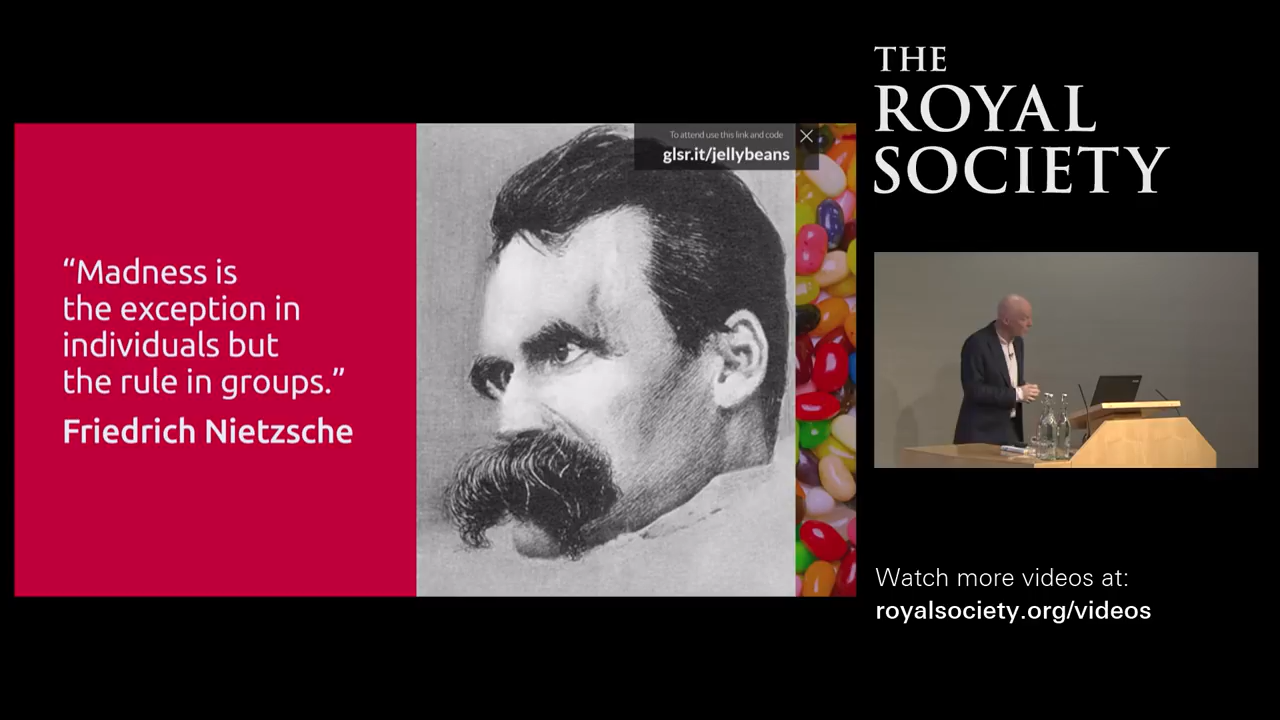 “Madness is
the exception in
individuals but
the rule in groups.”
Friedrich Nietzsche
To attend use this link and code
glsr.it/jellybeans
THE
ROYAL
SOCIETY
Watch more videos at:
royalsociety.org/videos